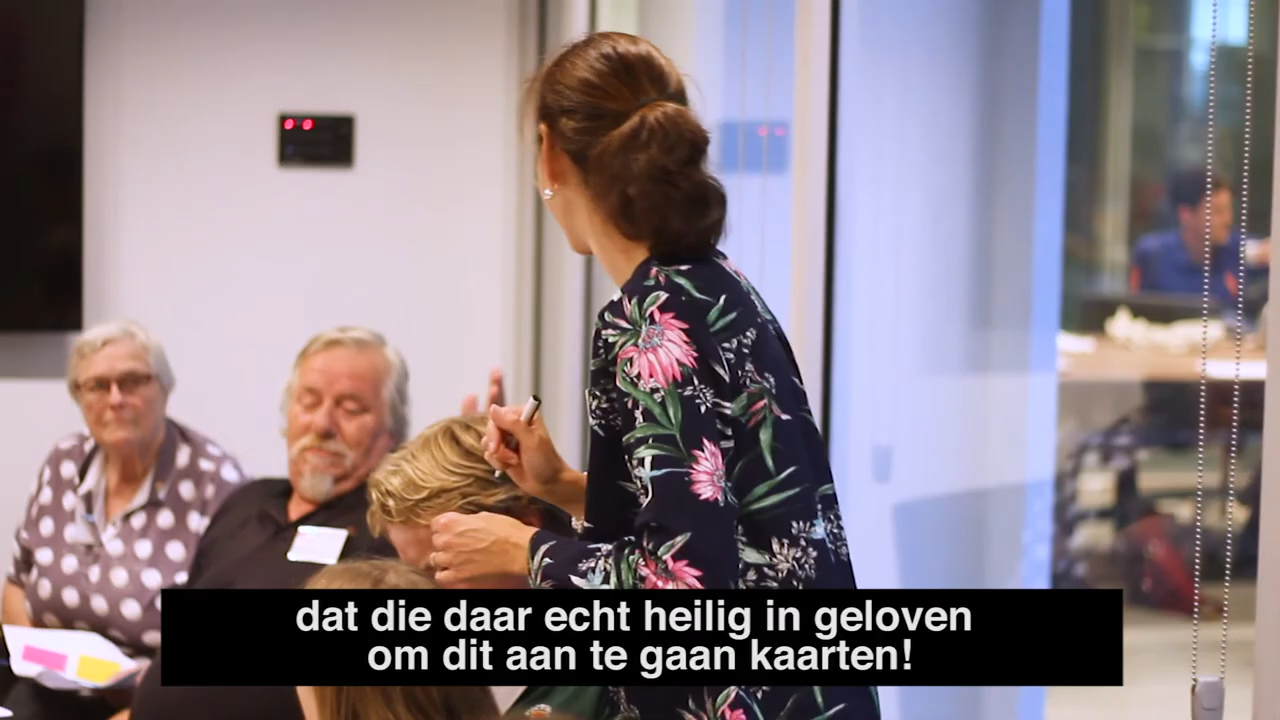 dat die daar echt heilig in geloven
om dit aan te gaan kaarten!